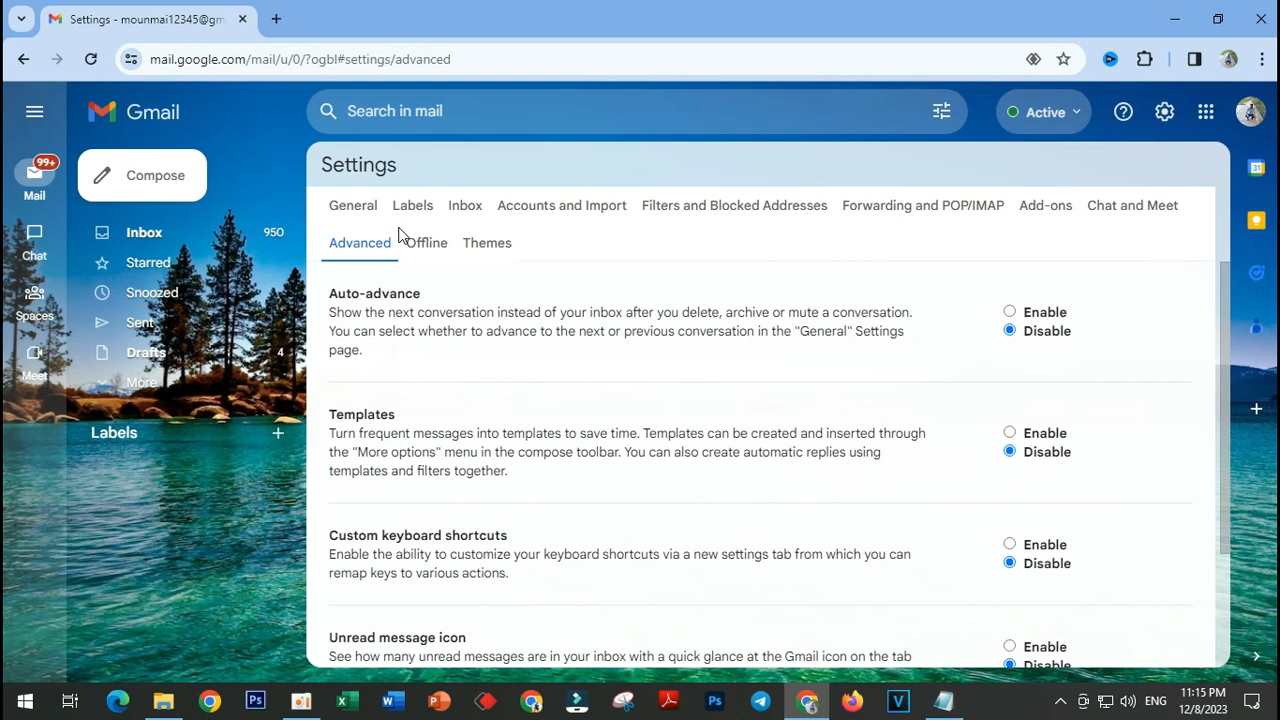 Settings - mounmai12345@gm
mail.google.com/mail/u/0/?ogbl#settings/advanced
Gmail
Search in mail
Active
99+
Mail
Chat
Spaces
Meet
Compose
Inbox 950
Starred
Snoozed
Sent
Drafts 4
More
Labels
Settings
General Labels Inbox Accounts and Import Filters and Blocked Addresses Forwarding and POP/IMAP Add-ons Chat and Meet
Advanced Offline Themes
Auto-advance
Show the next conversation instead of your inbox after you delete, archive or mute a conversation.
You can select whether to advance to the next or previous conversation in the "General" Settings
page.
Enable
Disable
Templates
Turn frequent messages into templates to save time. Templates can be created and inserted through
the "More options" menu in the compose toolbar. You can also create automatic replies using
templates and filters together.
Enable
Disable
Custom keyboard shortcuts
Enable the ability to customize your keyboard shortcuts via a new settings tab from which you can
remap keys to various actions.
Enable
Disable
Unread message icon
See how many unread messages are in your inbox with a quick glance at the Gmail icon on the tab
Enable
Disable
31
Ps
ENG
11:15 PM
12/8/2023